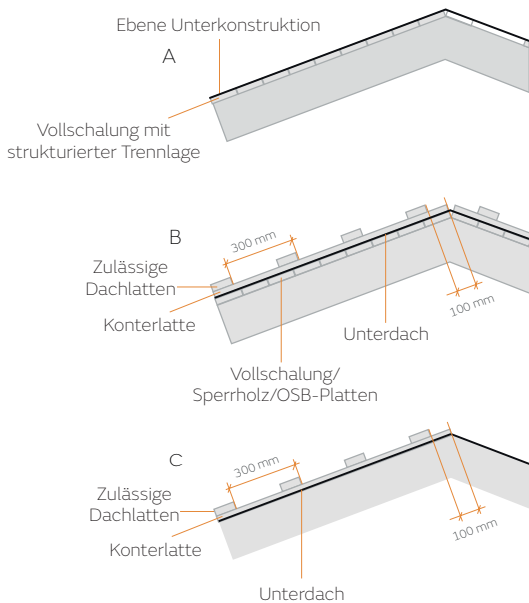 Ebene Unterkonstruktion
A
Vollschalung mit
strukturierter Trennlage
B
300 mm
Zulässige
Dachlatten
Konterlatte
100 mm
Unterdach
Vollschalung/
Sperrholz/OSB-Platten
C
300 mm
Zulässige
Dachlatten
Konterlatte
100 mm
Unterdach